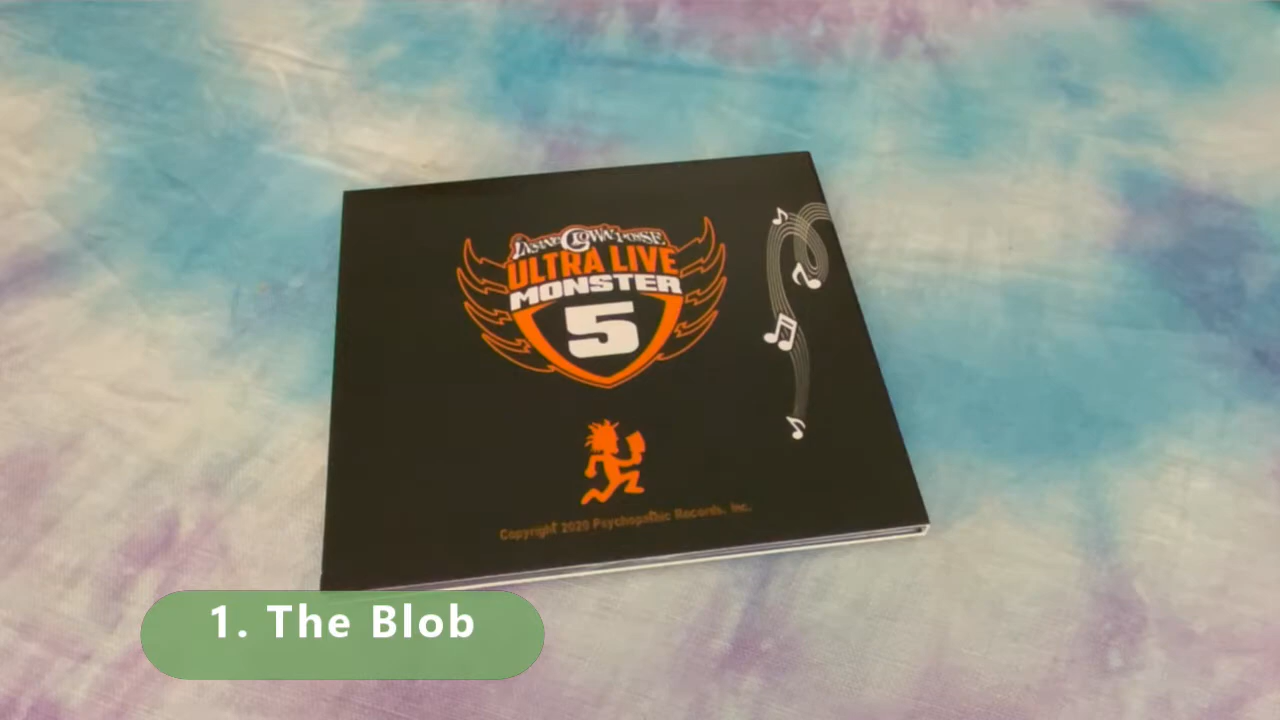 INSANE CLOWN POSSE
ULTRA LIVE
MONSTER
5
Copyright 2020 Psychopathic Records, Inc.
1. The Blob